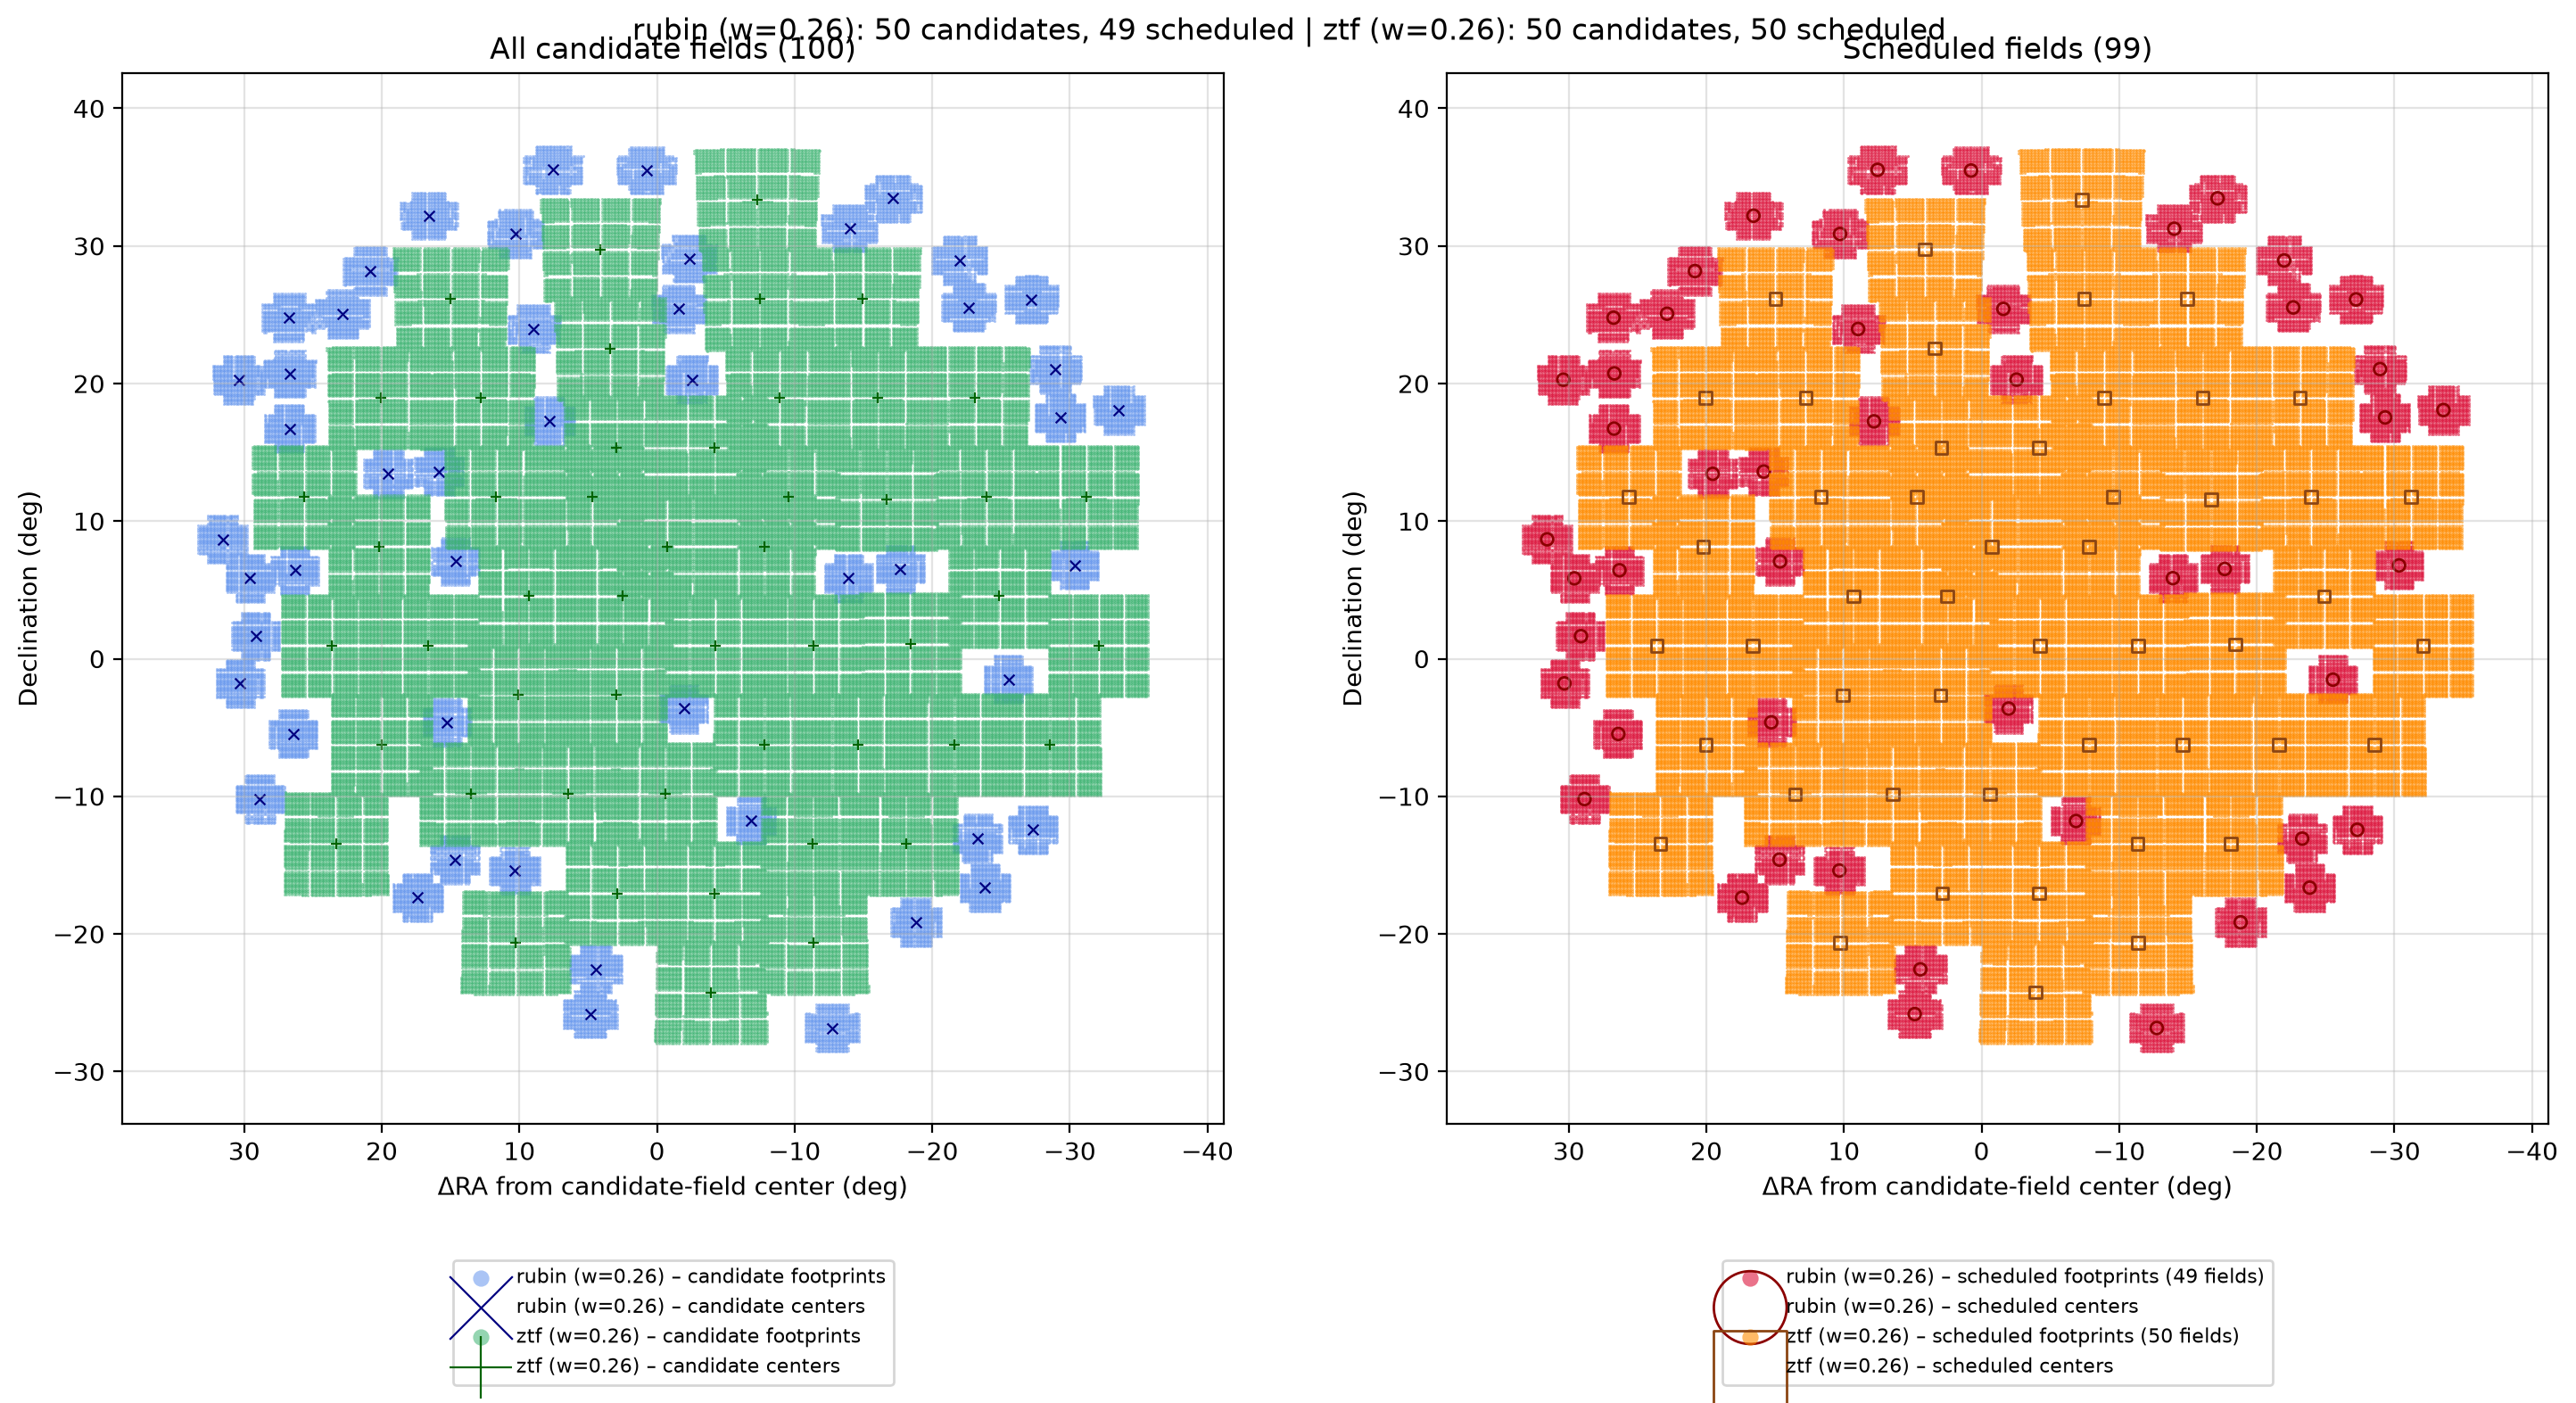 rubin (w=0.26): 50 candidates, 49 scheduled | ztf (w=0.26): 50 candidates, 50 scheduled
All candidate fields (100)
Scheduled fields (99)
40
30
20
10
0
−10
−20
−30
Declination (deg)
30
20
10
0
−10
−20
−30
−40
ΔRA from candidate-field center (deg)
40
30
20
10
0
−10
−20
−30
Declination (deg)
30
20
10
0
−10
−20
−30
−40
ΔRA from candidate-field center (deg)
rubin (w=0.26) – candidate footprints
rubin (w=0.26) – candidate centers
ztf (w=0.26) – candidate footprints
ztf (w=0.26) – candidate centers
rubin (w=0.26) – scheduled footprints (49 fields)
rubin (w=0.26) – scheduled centers
ztf (w=0.26) – scheduled footprints (50 fields)
ztf (w=0.26) – scheduled centers